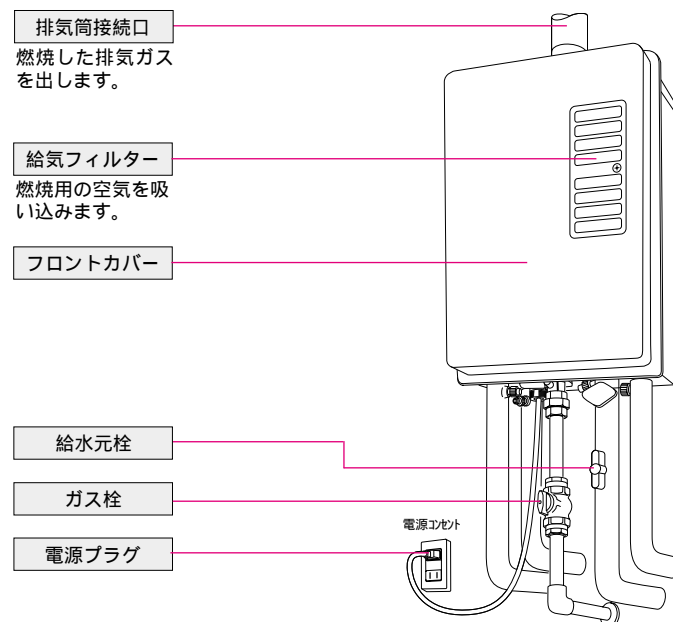 排気筒接続口
燃焼した排気ガス
を出します。
給気フィルター
燃焼用の空気を吸
い込みます。
フロントカバー
給水元栓
ガス栓
電源コンセント
電源プラグ